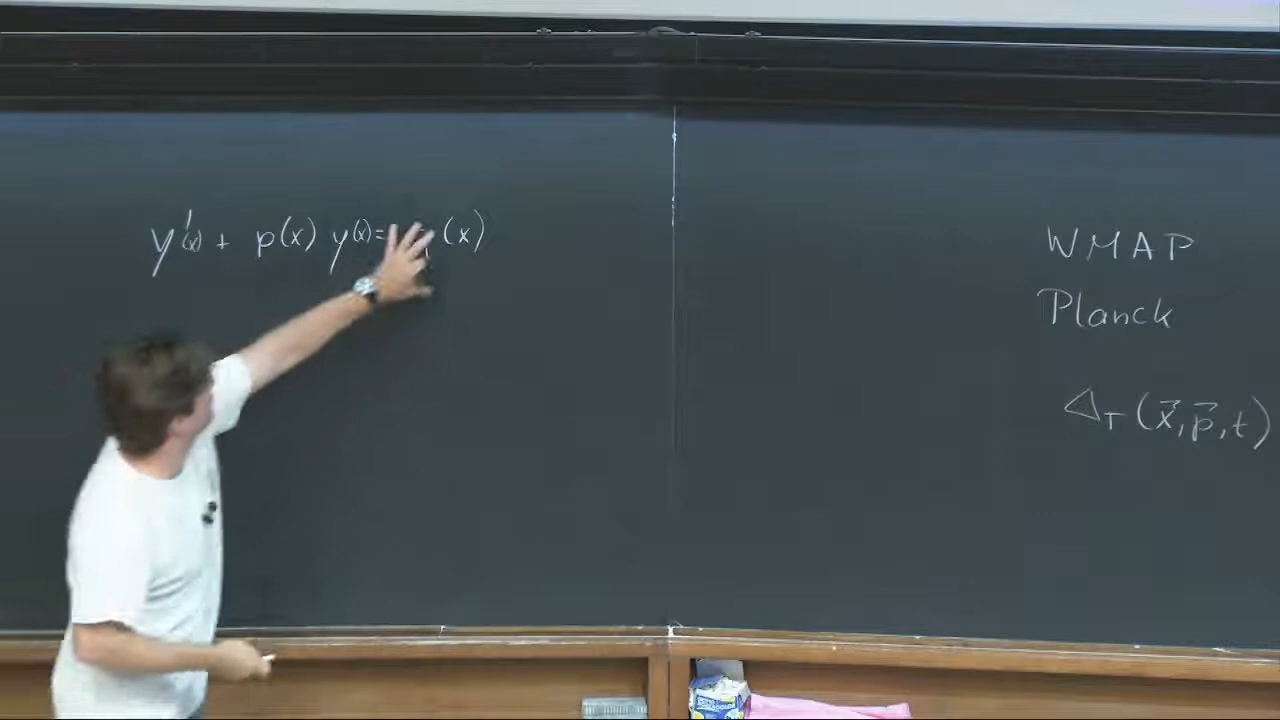 y'(x) + p(x) y(x) = (x)
WMAP
Planck
Δ_T (x⃗, p⃗, t)